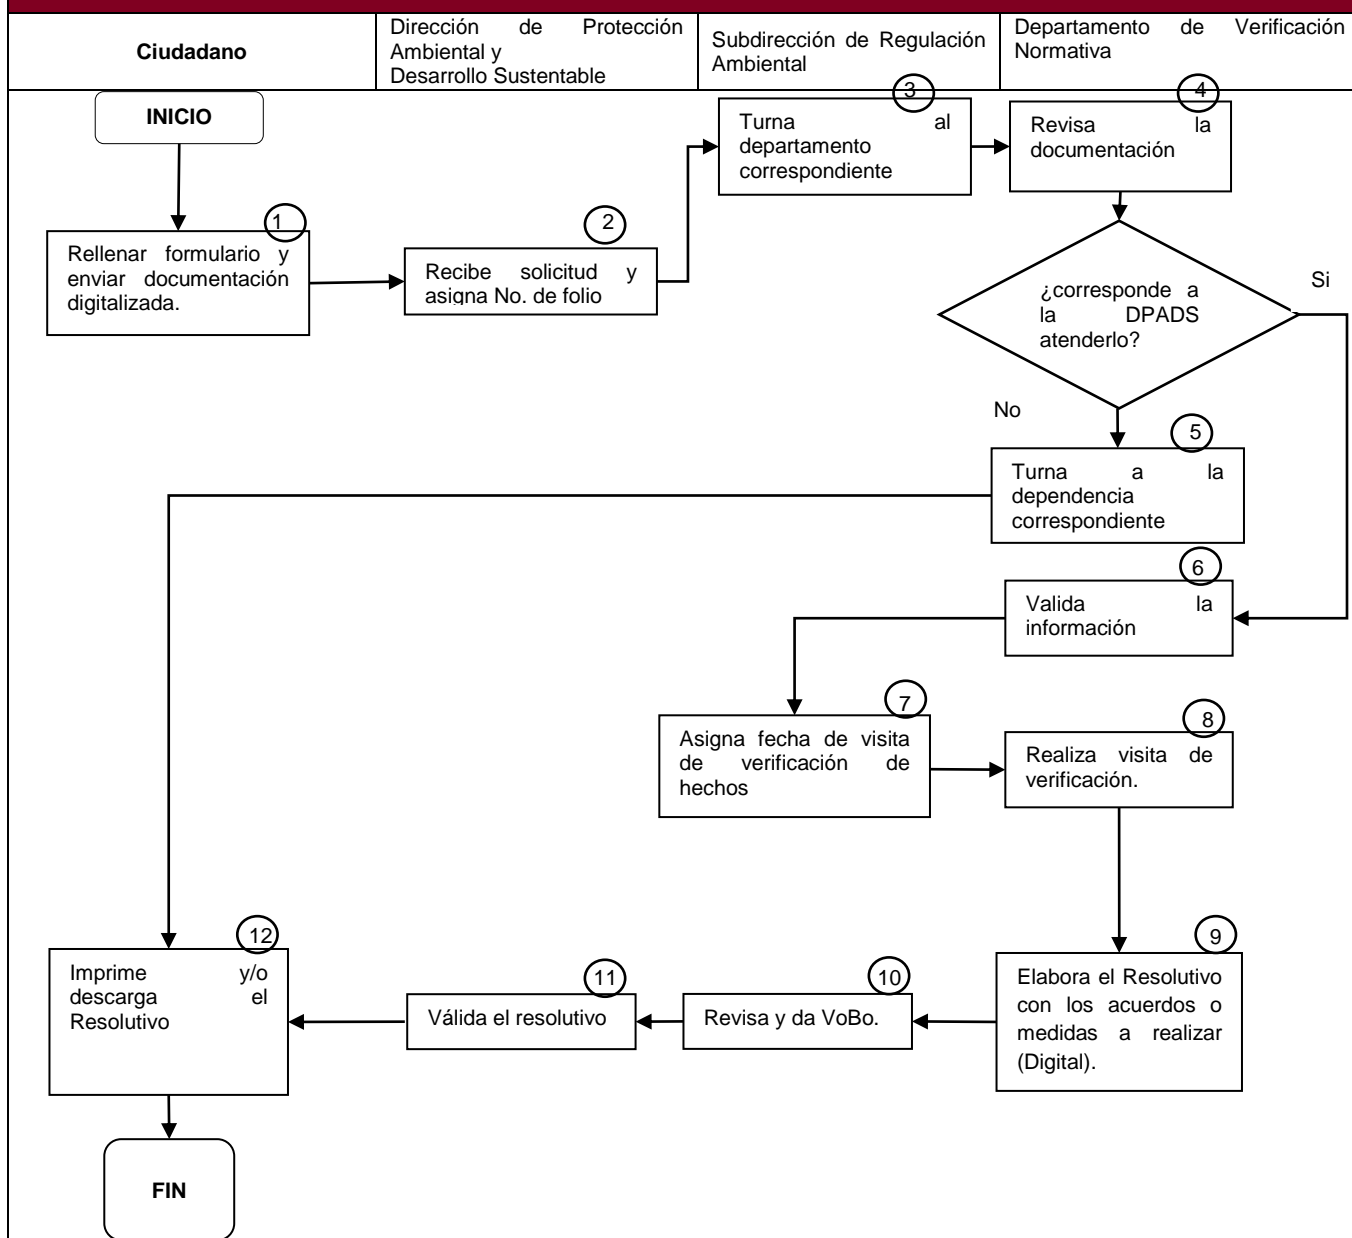 Ciudadano
Dirección de Protección
Ambiental y
Desarrollo Sustentable
Subdirección de Regulación
Ambiental
Departamento de Verificación
Normativa
INICIO
1
Rellenar formulario y
enviar documentación
digitalizada.
2
Recibe solicitud y
asigna No. de folio
3
Turna al
departamento
correspondiente
4
Revisa la
documentación
¿corresponde a
la DPADS
atenderlo?
Si
No
5
Turna a la
dependencia
correspondiente
6
Valida la
información
7
Asigna fecha de visita
de verificación de
hechos
8
Realiza visita de
verificación.
9
Elabora el Resolutivo
con los acuerdos o
medidas a realizar
(Digital).
10
Revisa y da VoBo.
11
Válida el resolutivo
12
Imprime y/o
descarga el
Resolutivo
FIN